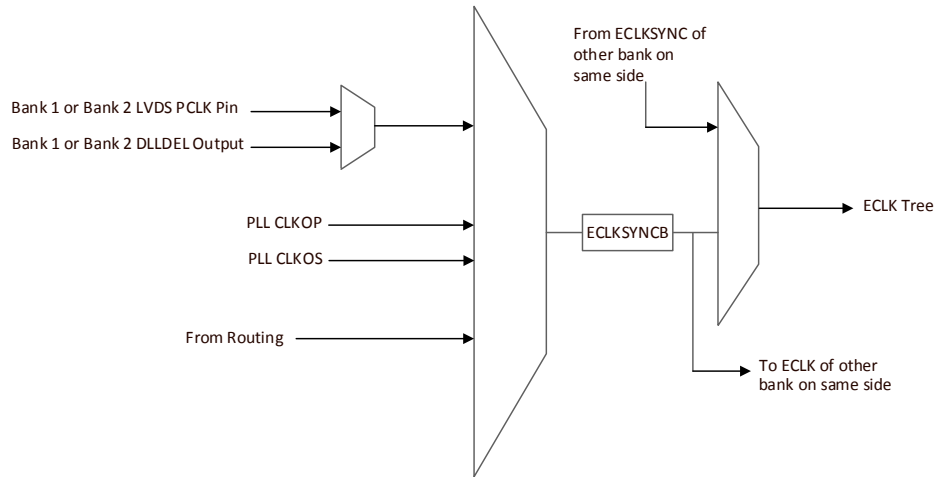 From ECLKSYNC of
other bank on
same side
Bank 1 or Bank 2 LVDS PCLK Pin
Bank 1 or Bank 2 DLLDEL Output
ECLK Tree
PLL CLKOP
ECLKSYNCB
PLL CLKOS
From Routing
To ECLK of other
bank on same side